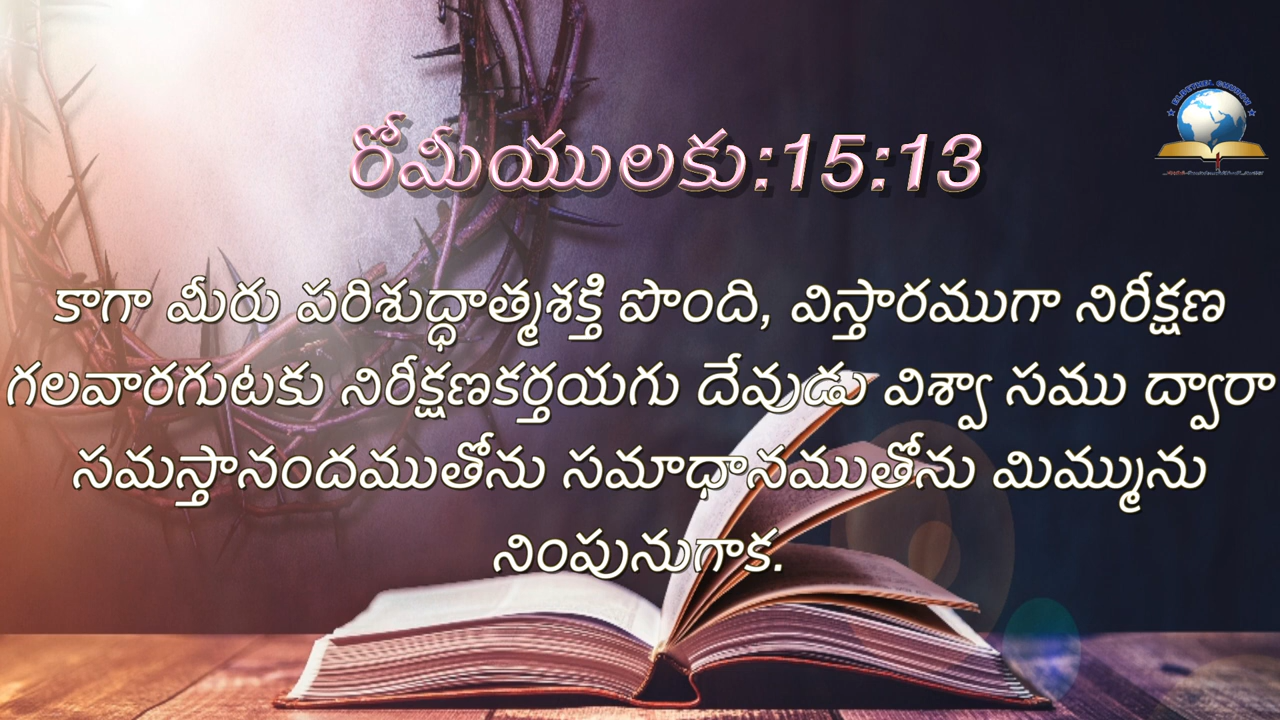 రోమీయులకు:15:13
కాగా మీరు పరిశుద్ధాత్మశక్తి పొంది, విస్తారముగా నిరీక్షణ
గలవారగుటకు నిరీక్షణకర్తయగు దేవుడు విశ్వా సము ద్వారా
సమస్తానందముతోను సమాధానముతోను మిమ్మును
నింపునుగాక.